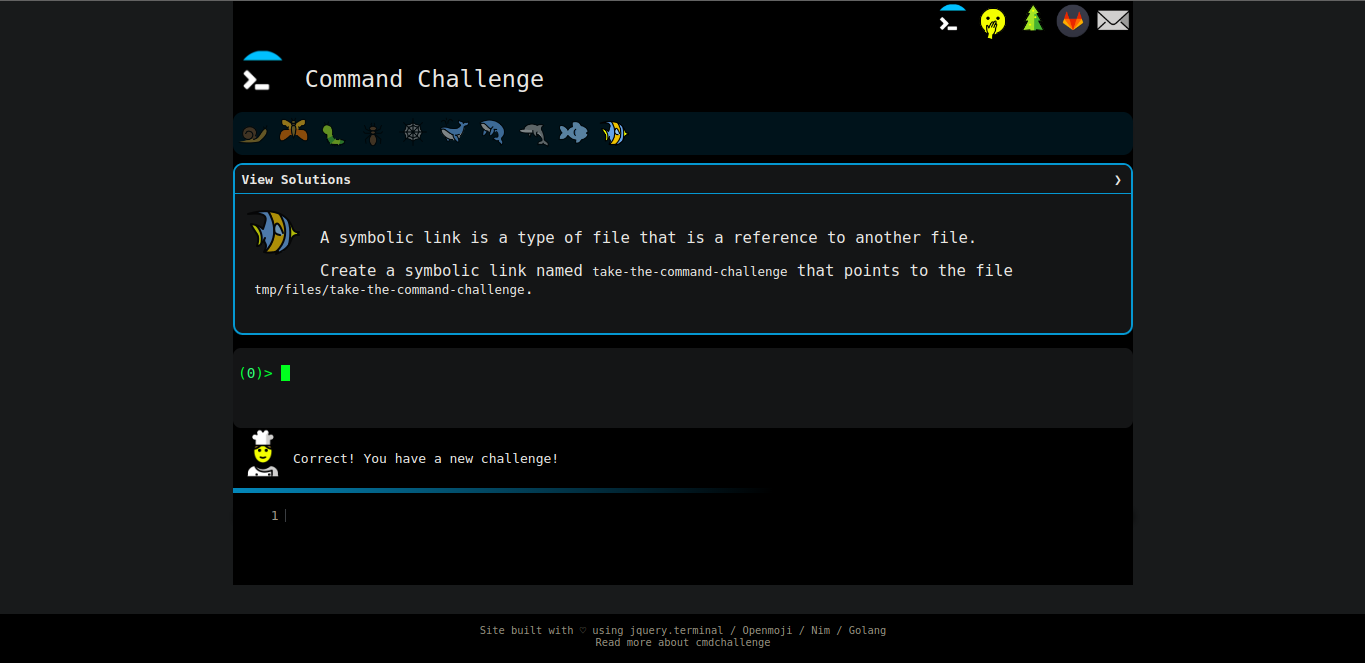 Command Challenge
View Solutions ❯
A symbolic link is a type of file that is a reference to another file.
Create a symbolic link named take-the-command-challenge that points to the file
tmp/files/take-the-command-challenge.
(0)>
Correct! You have a new challenge!
1
Site built with ♡ using jquery.terminal / Openmoji / Nim / Golang
Read more about cmdchallenge